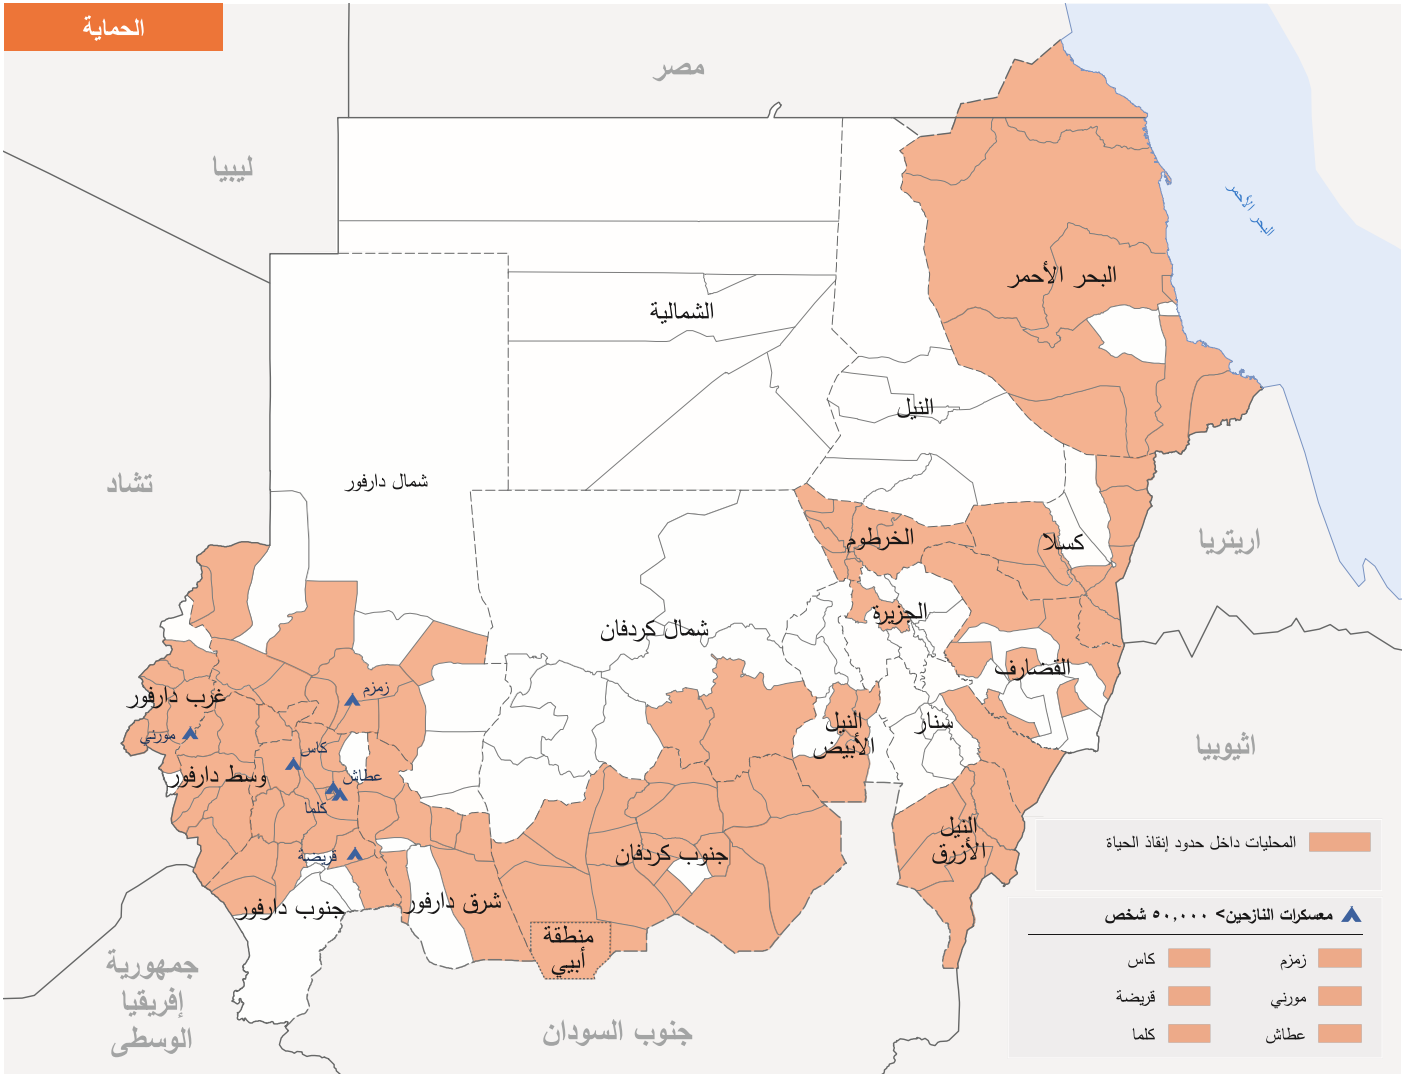 الحماية
مصر
ليبيا
البحر الأحمر
البحر الأحمر
الشمالية
النيل
شمال دارفور
تشاد
الخرطوم
كسلا
اريتريا
الجزيرة
شمال كردفان
القضارف
زمزم
غرب دارفور
مورني
النيل
الأبيض
سنار
اثيوبيا
كاس
وسط دارفور
عطاش
كلما
النيل
الأزرق
جنوب كردفان
قريضة
شرق دارفور
جنوب دارفور
منطقة
أبيي
جمهورية
إفريقيا
الوسطى
جنوب السودان
المحليات داخل حدود إنقاذ الحياة
معسكرات النازحين> ٥٠,٠٠٠ شخص
زمزم
كاس
مورني
قريضة
عطاش
كلما